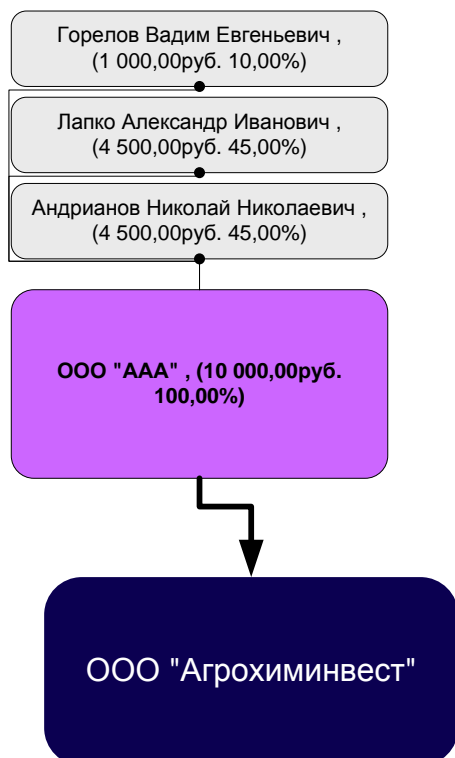 Горелов Вадим Евгеньевич ,
(1 000,00руб. 10,00%)
Лапко Александр Иванович ,
(4 500,00руб. 45,00%)
Андрианов Николай Николаевич ,
(4 500,00руб. 45,00%)
ООО "ААА" , (10 000,00руб.
100,00%)
ООО "Агрохиминвест"